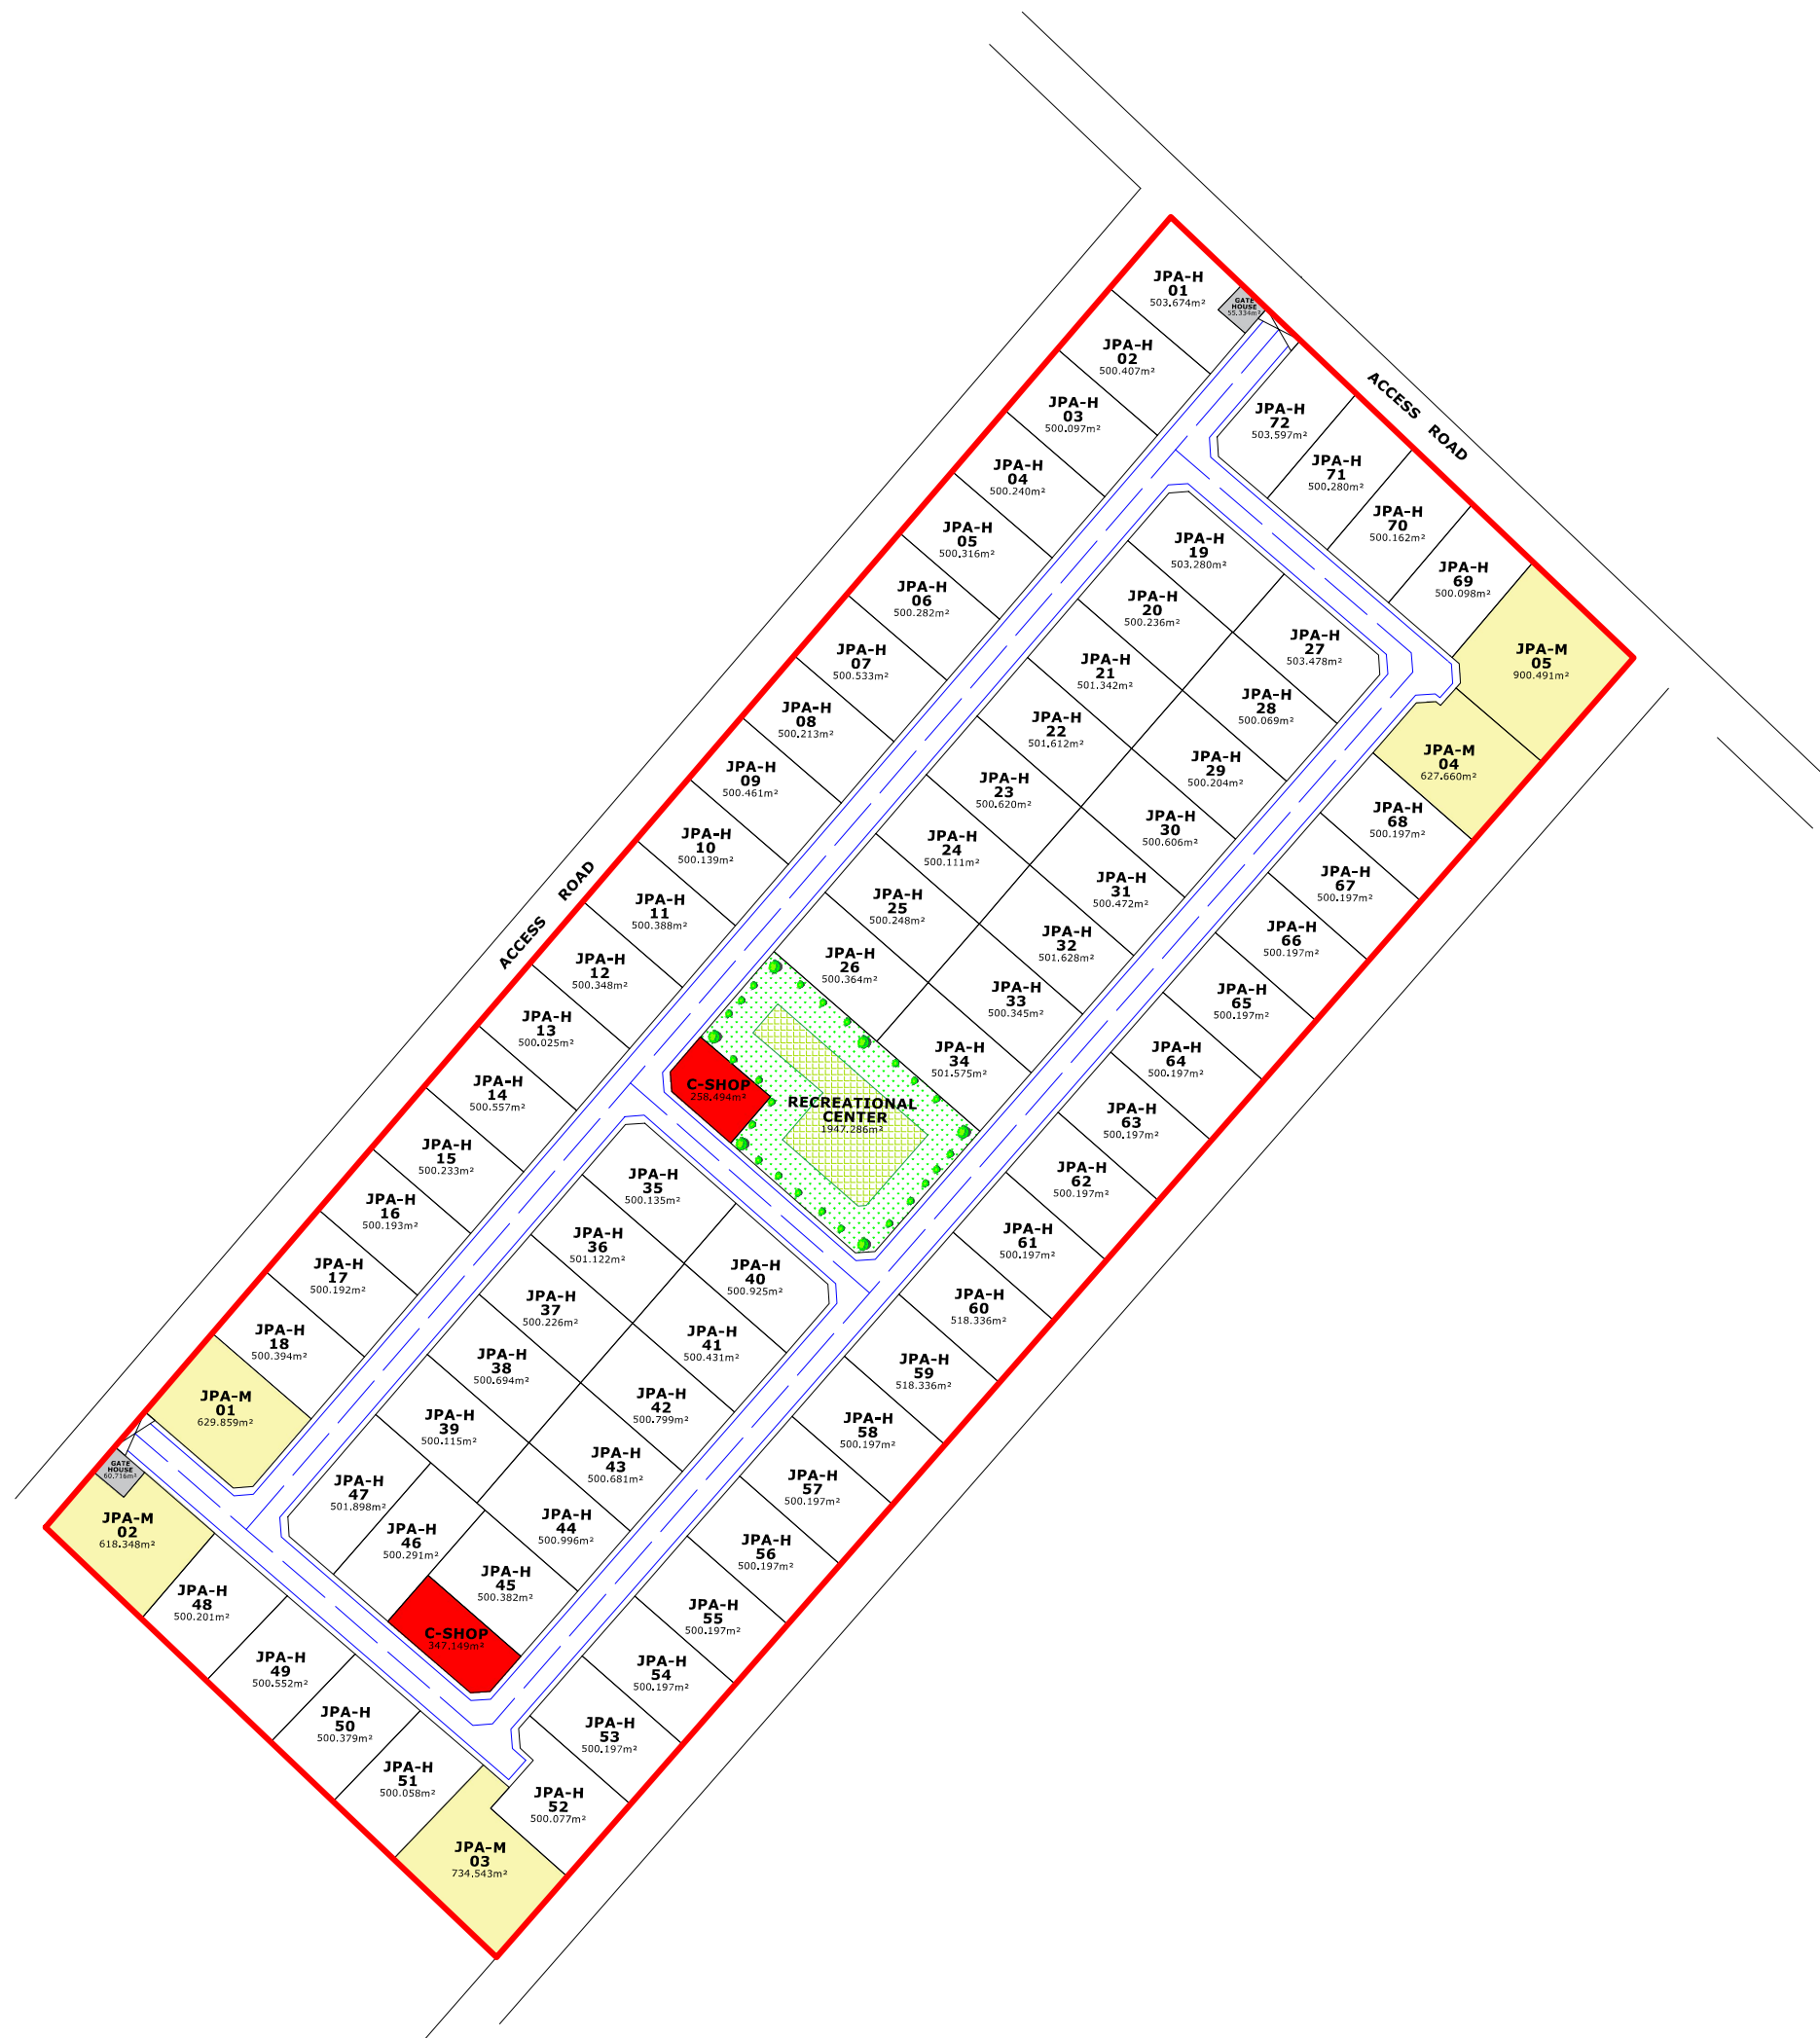 JPA-H
01
503.674m²
GATE
HOUSE
55.334m²
JPA-H
02
500.407m²
JPA-H
03
500.097m²
JPA-H
04
500.240m²
JPA-H
05
500.316m²
JPA-H
06
500.282m²
JPA-H
07
500.533m²
JPA-H
08
500.213m²
JPA-H
09
500.461m²
JPA-H
10
500.139m²
JPA-H
11
500.388m²
JPA-H
12
500.348m²
JPA-H
13
500.025m²
JPA-H
14
500.557m²
JPA-H
15
500.233m²
JPA-H
16
500.193m²
JPA-H
17
500.192m²
JPA-H
18
500.394m²
JPA-M
01
629.859m²
GATE
HOUSE
60.716m²
JPA-M
02
618.348m²
ACCESS ROAD
ACCESS ROAD
JPA-H
72
503.597m²
JPA-H
71
500.280m²
JPA-H
70
500.162m²
JPA-H
69
500.098m²
JPA-M
05
900.491m²
JPA-M
04
627.660m²
JPA-H
19
503.280m²
JPA-H
20
500.236m²
JPA-H
21
501.342m²
JPA-H
22
501.612m²
JPA-H
23
500.620m²
JPA-H
24
500.111m²
JPA-H
25
500.248m²
JPA-H
26
500.364m²
JPA-H
27
503.478m²
JPA-H
28
500.069m²
JPA-H
29
500.204m²
JPA-H
30
500.606m²
JPA-H
31
500.472m²
JPA-H
32
501.628m²
JPA-H
33
500.345m²
JPA-H
34
501.575m²
C-SHOP
258.494m²
RECREATIONAL
CENTER
1947.286m²
JPA-H
35
500.135m²
JPA-H
36
501.122m²
JPA-H
37
500.226m²
JPA-H
38
500.694m²
JPA-H
39
500.115m²
JPA-H
40
500.925m²
JPA-H
41
500.431m²
JPA-H
42
500.799m²
JPA-H
43
500.681m²
JPA-H
44
500.996m²
JPA-H
45
500.382m²
JPA-H
46
500.291m²
JPA-H
47
501.898m²
C-SHOP
347.149m²
JPA-H
48
500.201m²
JPA-H
49
500.552m²
JPA-H
50
500.379m²
JPA-H
51
500.058m²
JPA-M
03
734.543m²
JPA-H
52
500.077m²
JPA-H
53
500.197m²
JPA-H
54
500.197m²
JPA-H
55
500.197m²
JPA-H
56
500.197m²
JPA-H
57
500.197m²
JPA-H
58
500.197m²
JPA-H
59
518.336m²
JPA-H
60
518.336m²
JPA-H
61
500.197m²
JPA-H
62
500.197m²
JPA-H
63
500.197m²
JPA-H
64
500.197m²
JPA-H
65
500.197m²
JPA-H
66
500.197m²
JPA-H
67
500.197m²
JPA-H
68
500.197m²